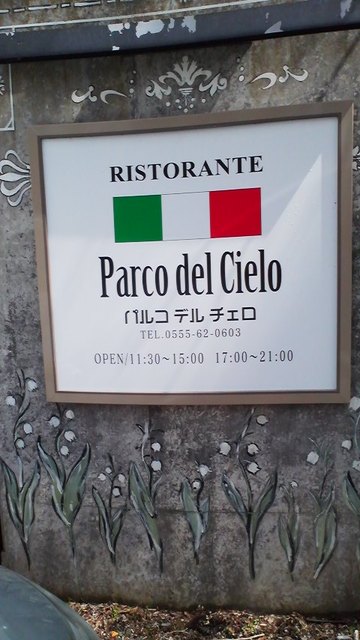 RISTORANTE
Parco del Cielo
パルコ デル チェロ
TEL.0555-62-0603
OPEN/11:30~15:00 17:00~21:00